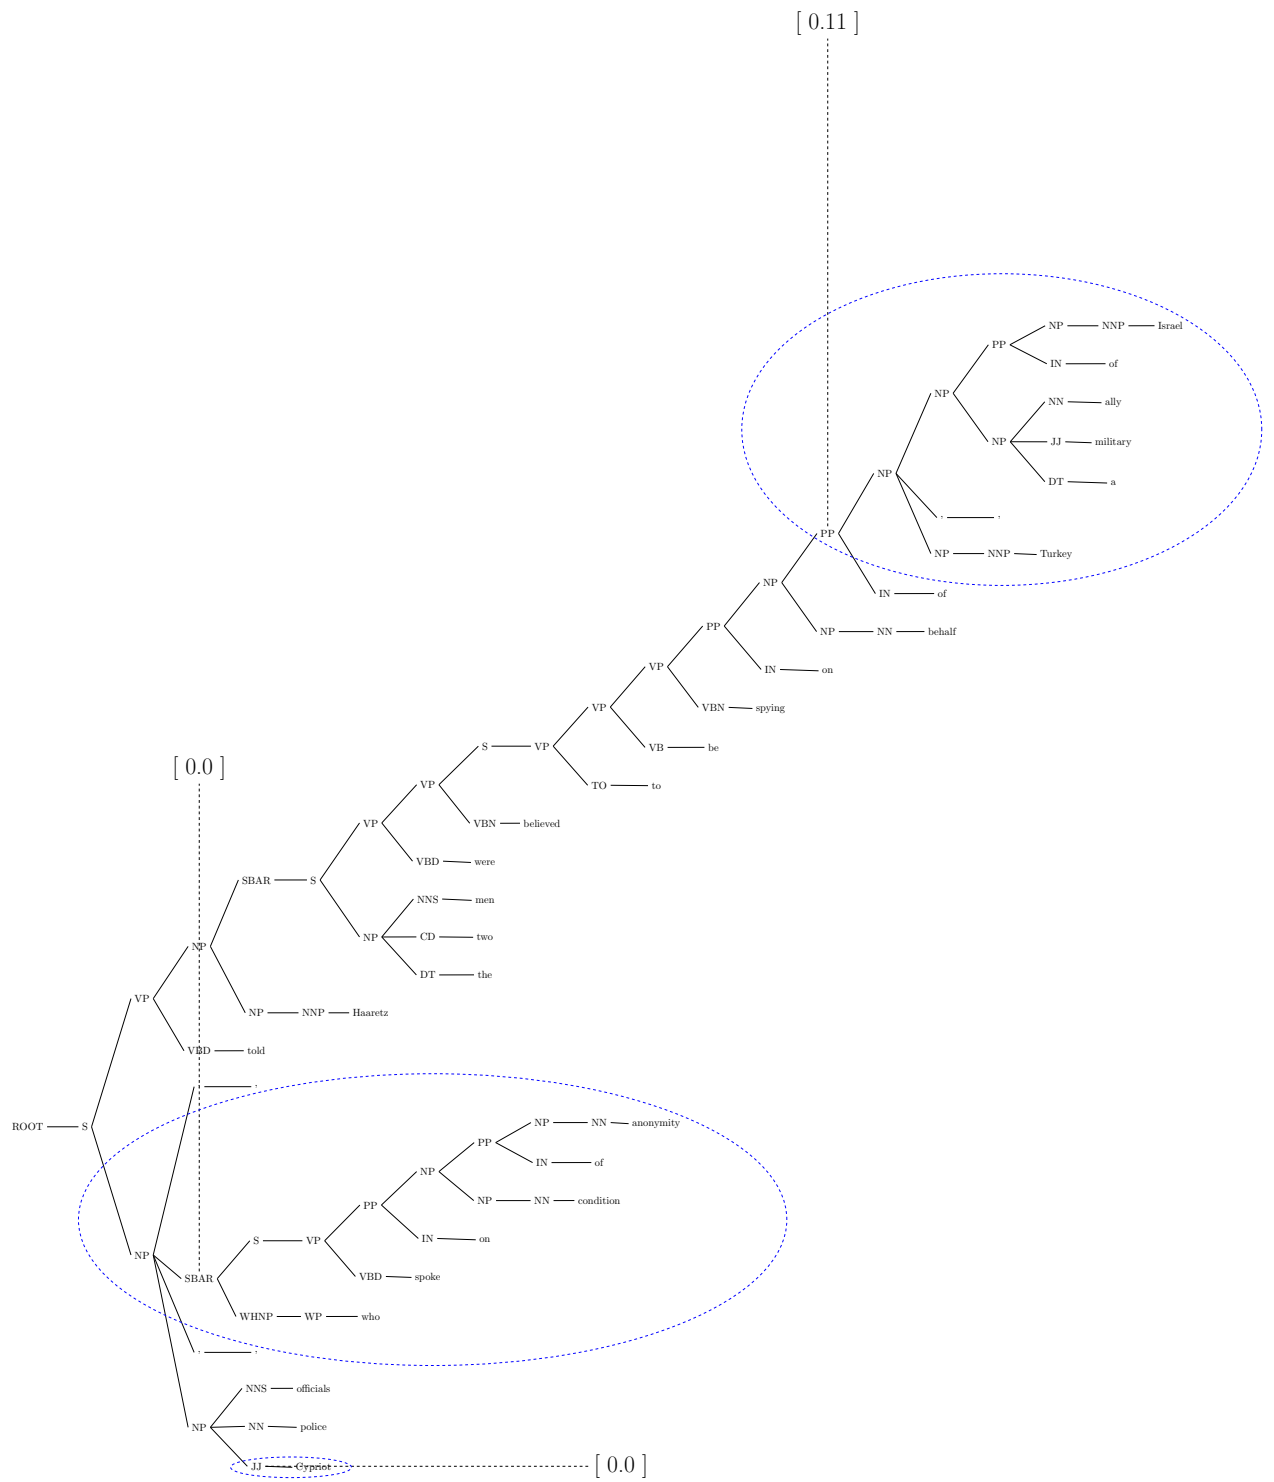 [ 0.11 ]
NP NNP Israel
PP
IN of
NP
NN ally
NP JJ military
DT a
NP
, ,
PP
NP NNP Turkey
NP
IN of
PP
NP NN behalf
VP
IN on
VP
VBN spying
S VP
VB be
[ 0.0 ]
VP
TO to
VP
VBN believed
VBD were
SBAR S
NNS men
NP CD two
NP
DT the
VP
NP NNP Haaretz
VBD told
, ,
ROOT S
NP NN anonymity
PP
IN of
NP
NP NN condition
PP
IN on
S VP
NP
SBAR
VBD spoke
WHNP WP who
, ,
NNS officials
NP NN police
JJ Cypriot
[ 0.0 ]